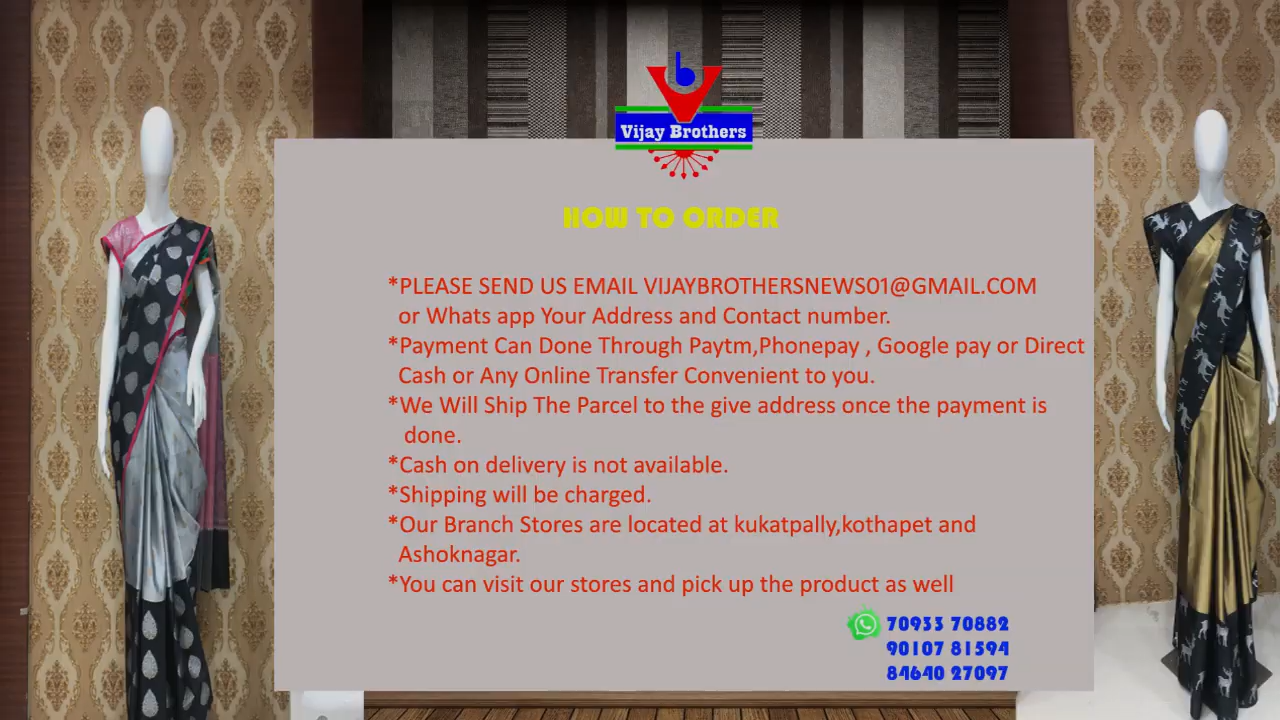 b
Vijay Brothers
HOW TO ORDER
*PLEASE SEND US EMAIL VIJAYBROTHERSNEWS01@GMAIL.COM
or Whats app Your Address and Contact number.
*Payment Can Done Through Paytm,Phonepay , Google pay or Direct
Cash or Any Online Transfer Convenient to you.
*We Will Ship The Parcel to the give address once the payment is
done.
*Cash on delivery is not available.
*Shipping will be charged.
*Our Branch Stores are located at kukatpally,kothapet and
Ashoknagar.
*You can visit our stores and pick up the product as well
70933 70882
90107 81594
84640 27097